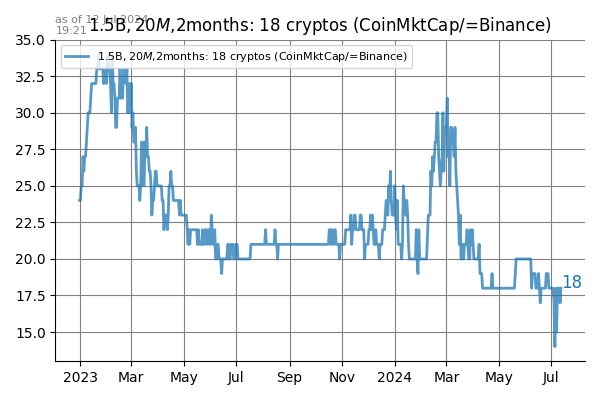 as of 12 Jul 2024
19:21
1.5B, 20M, 2months: 18 cryptos (CoinMktCap/=Binance)
1.5B, 20M, 2months: 18 cryptos (CoinMktCap/=Binance)
35.0
32.5
30.0
27.5
25.0
22.5
20.0
17.5
15.0
18
2023 Mar May Jul Sep Nov 2024 Mar May Jul